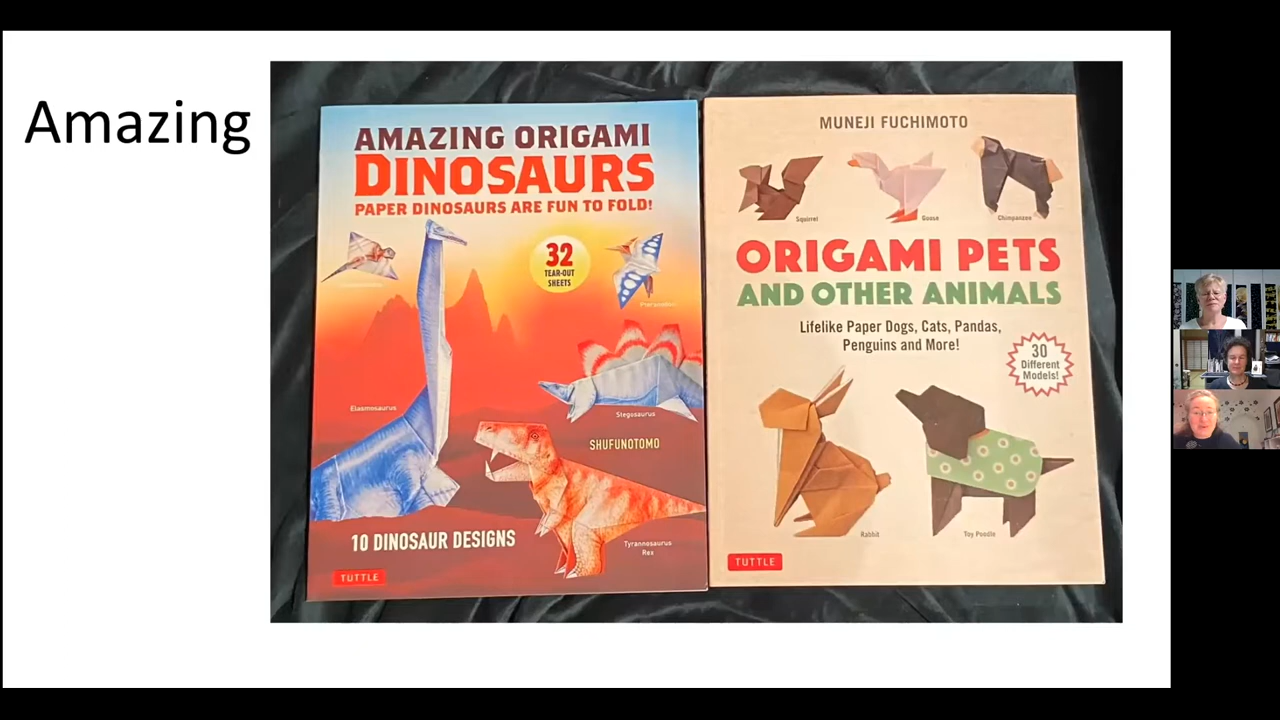 Amazing
AMAZING ORIGAMI
DINOSAURS
PAPER DINOSAURS ARE FUN TO FOLD!
32
TEAR-OUT
SHEETS
Elasmosaurus
Stegosaurus
SHUFUNOTOMO
10 DINOSAUR DESIGNS
Tyrannosaurus
Rex
TUTTLE
MUNEJI FUCHIMOTO
Squirrel
Goose
Chimpanzee
ORIGAMI PETS
AND OTHER ANIMALS
Lifelike Paper Dogs, Cats, Pandas,
Penguins and More!
30
Different
Models!
Rabbit
Toy Poodle
TUTTLE